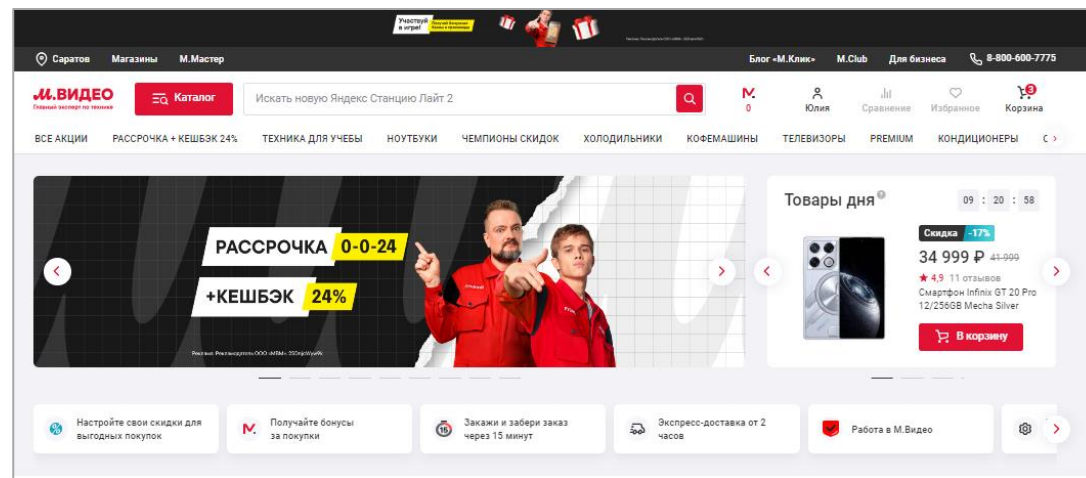 Участвуй
в игре!
Саратов Магазины М.Мастер Блог «М.Клик» M.Club Для бизнеса 8-800-600-7775
М.ВИДЕО
Главный эксперт по технике
Каталог
Искать новую Яндекс Станцию Лайт 2
М.
0
Юлия
Сравнение
Избранное
3
Корзина
ВСЕ АКЦИИ РАССРОЧКА + КЕШБЭК 24% ТЕХНИКА ДЛЯ УЧЕБЫ НОУТБУКИ ЧЕМПИОНЫ СКИДОК ХОЛОДИЛЬНИКИ КОФЕМАШИНЫ ТЕЛЕВИЗОРЫ PREMIUM КОНДИЦИОНЕРЫ С
РАССРОЧКА 0-0-24
+КЕШБЭК 24%
Товары дня
09 : 20 : 58
Скидка -17%
34 999 ₽ 41 999
4,9 11 отзывов
Смартфон Infinix GT 20 Pro
12/256GB Mecha Silver
В корзину
Настройте свои скидки для
выгодных покупок
М.
Получайте бонусы
за покупки
15
Закажи и забери заказ
через 15 минут
Экспресс-доставка от 2
часов
Работа в М.Видео